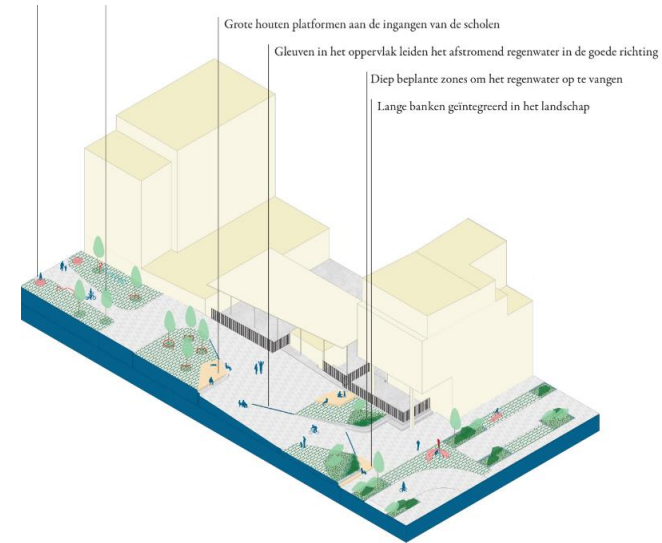 Grote houten platformen aan de ingangen van de scholen
Gleuven in het oppervlak leiden het afstromend regenwater in de goede richting
Diep beplante zones om het regenwater op te vangen
Lange banken geïntegreerd in het landschap